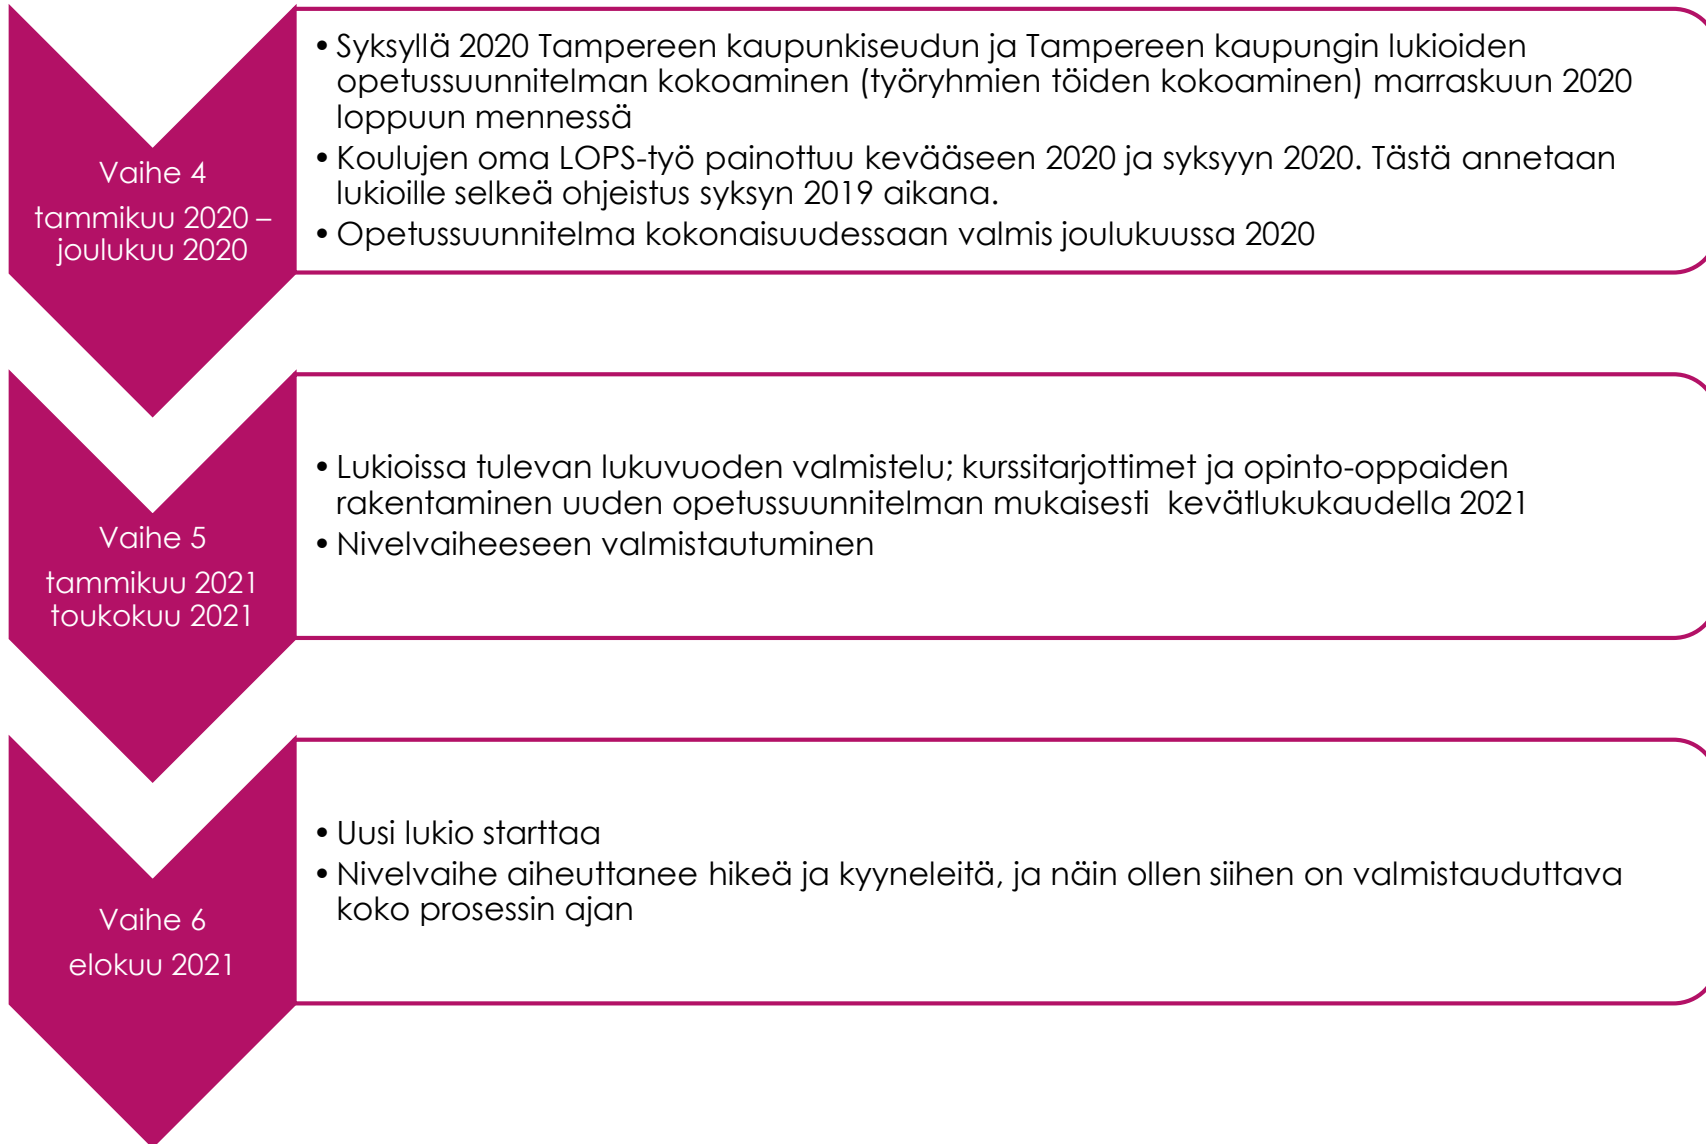 Vaihe 4
tammikuu 2020 –
joulukuu 2020
• Syksyllä 2020 Tampereen kaupunkiseudun ja Tampereen kaupungin lukioiden
opetussuunnitelman kokoaminen (työryhmien töiden kokoaminen) marraskuun 2020
loppuun mennessä
• Koulujen oma LOPS-työ painottuu kevääseen 2020 ja syksyyn 2020. Tästä annetaan
lukioille selkeä ohjeistus syksyn 2019 aikana.
• Opetussuunnitelma kokonaisuudessaan valmis joulukuussa 2020
Vaihe 5
tammikuu 2021
toukokuu 2021
• Lukioissa tulevan lukuvuoden valmistelu; kurssitarjottimet ja opinto-oppaiden
rakentaminen uuden opetussuunnitelman mukaisesti  kevätlukukaudella 2021
• Nivelvaiheeseen valmistautuminen
Vaihe 6
elokuu 2021
• Uusi lukio starttaa
• Nivelvaihe aiheuttanee hikeä ja kyyneleitä, ja näin ollen siihen on valmistauduttava
koko prosessin ajan